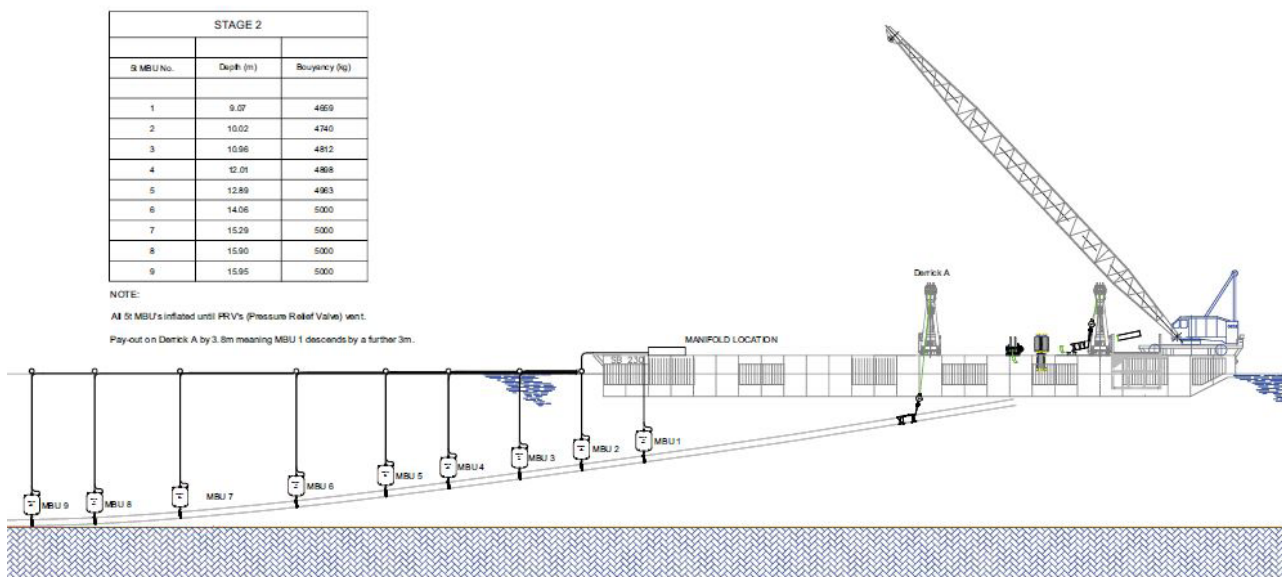 STAGE 2
5t MBU No. Depth (m) Bouyancy (kg)
1 9.07 4659
2 10.02 4740
3 10.96 4812
4 12.01 4898
5 12.89 4963
6 14.06 5000
7 15.29 5000
8 15.90 5000
9 15.95 5000
NOTE:
All 5t MBU's inflated until PRV's (Pressure Relief Valve) vent.
Pay-out on Derrick A by 3.8m meaning MBU 1 descends by a further 3m.
Derrick A
MANIFOLD LOCATION
SB 230
MBU 1
MBU 2
MBU 3
MBU 4
MBU 5
MBU 6
MBU 7
MBU 8
MBU 9